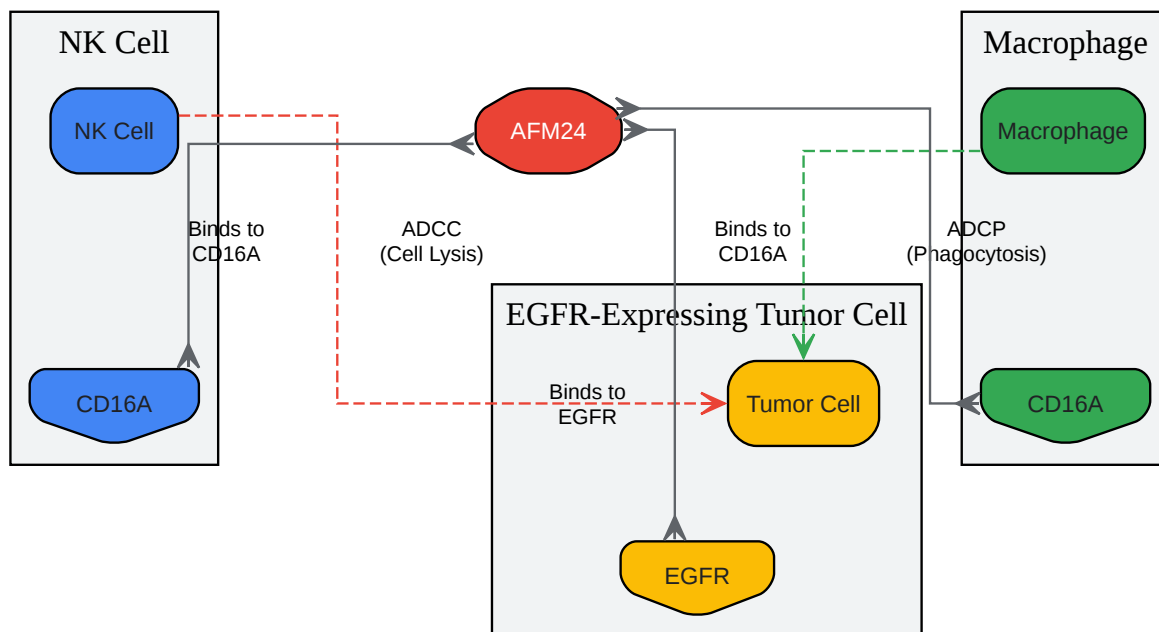 NK Cell
Macrophage
NK Cell
AFM24
Macrophage
Binds to
CD16A
ADCC
(Cell Lysis)
Binds to
CD16A
ADCP
(Phagocytosis)
EGFR-Expressing Tumor Cell
CD16A
Binds to
EGFR
Tumor Cell
CD16A
EGFR